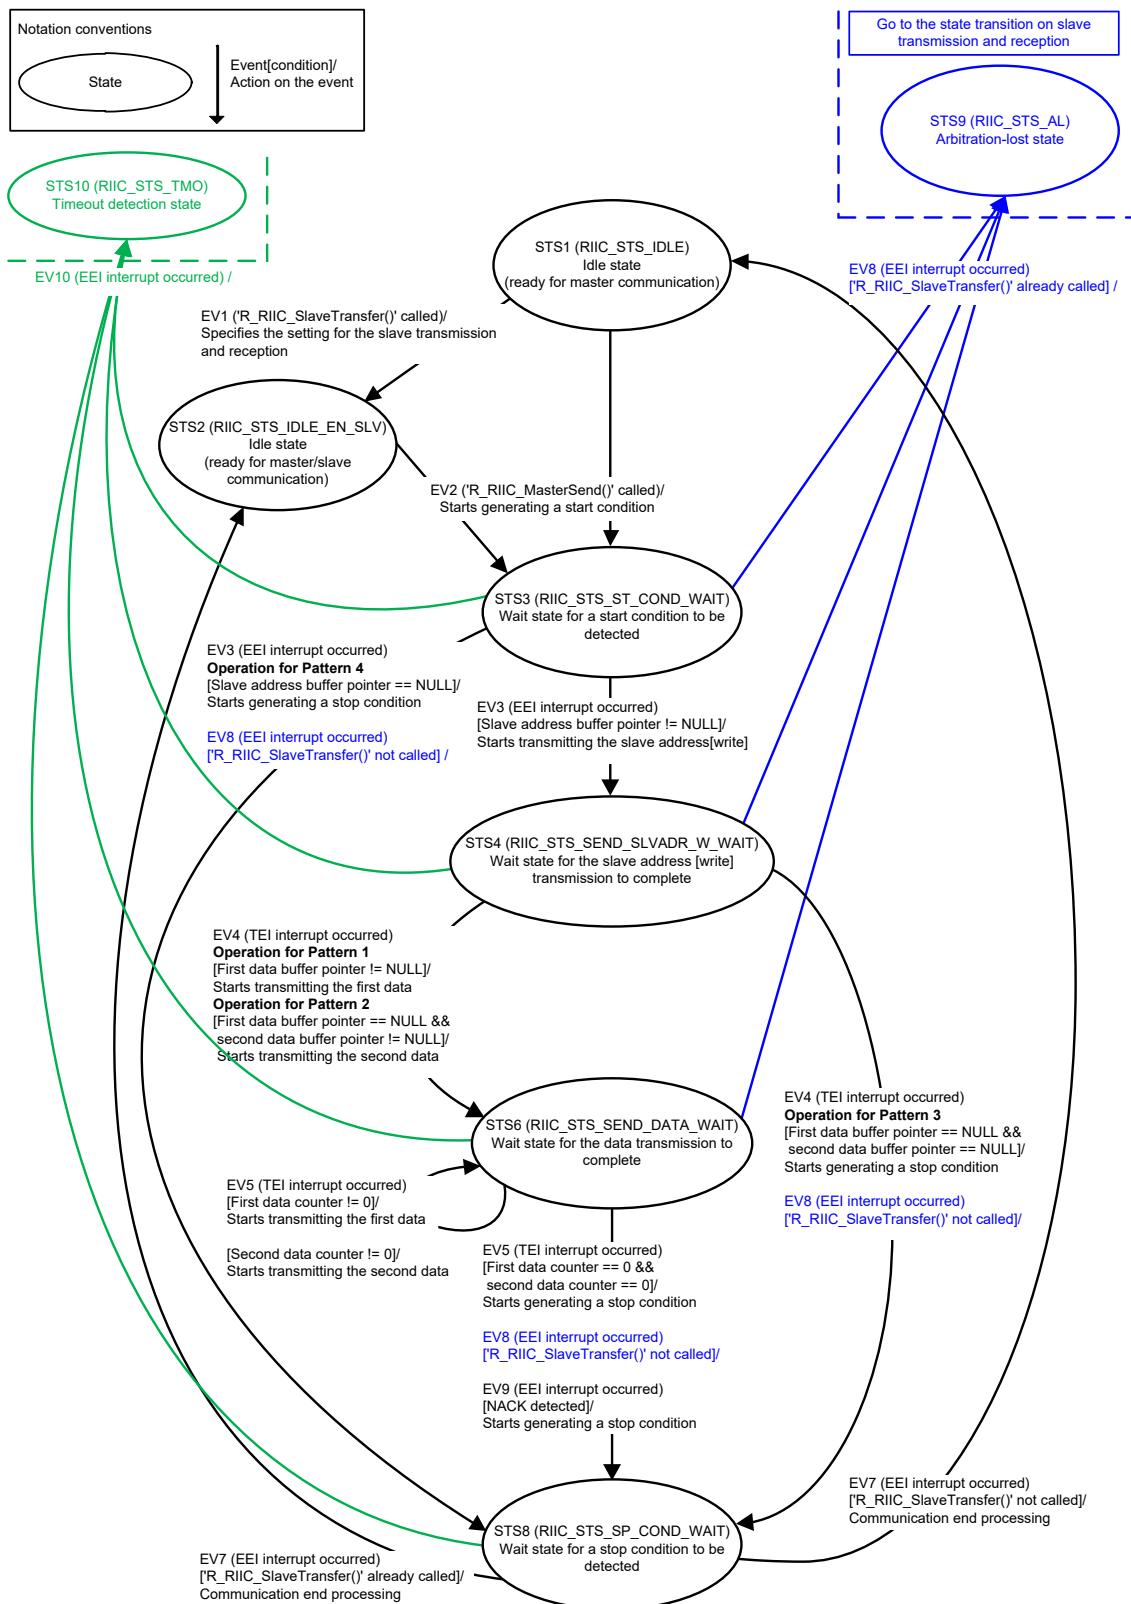 Notation conventions
State
Event[condition]/
Action on the event
Go to the state transition on slave
transmission and reception
STS9 (RIIC_STS_AL)
Arbitration-lost state
STS10 (RIIC_STS_TMO)
Timeout detection state
EV10 (EEI interrupt occurred) /
STS1 (RIIC_STS_IDLE)
Idle state
(ready for master communication)
EV8 (EEI interrupt occurred)
['R_RIIC_SlaveTransfer()' already called] /
EV1 ('R_RIIC_SlaveTransfer()' called)/
Specifies the setting for the slave transmission
and reception
STS2 (RIIC_STS_IDLE_EN_SLV)
Idle state
(ready for master/slave
communication)
EV2 ('R_RIIC_MasterSend()' called)/
Starts generating a start condition
STS3 (RIIC_STS_ST_COND_WAIT)
Wait state for a start condition to be
detected
EV3 (EEI interrupt occurred)
Operation for Pattern 4
[Slave address buffer pointer == NULL]/
Starts generating a stop condition
EV8 (EEI interrupt occurred)
['R_RIIC_SlaveTransfer()' not called] /
EV3 (EEI interrupt occurred)
[Slave address buffer pointer != NULL]/
Starts transmitting the slave address[write]
STS4 (RIIC_STS_SEND_SLVADR_W_WAIT)
Wait state for the slave address [write]
transmission to complete
EV4 (TEI interrupt occurred)
Operation for Pattern 1
[First data buffer pointer != NULL]/
Starts transmitting the first data
Operation for Pattern 2
[First data buffer pointer == NULL &&
second data buffer pointer != NULL]/
Starts transmitting the second data
EV4 (TEI interrupt occurred)
Operation for Pattern 3
[First data buffer pointer == NULL &&
second data buffer pointer == NULL]/
Starts generating a stop condition
EV8 (EEI interrupt occurred)
['R_RIIC_SlaveTransfer()' not called]/
STS6 (RIIC_STS_SEND_DATA_WAIT)
Wait state for the data transmission to
complete
EV5 (TEI interrupt occurred)
[First data counter != 0]/
Starts transmitting the first data
[Second data counter != 0]/
Starts transmitting the second data
EV5 (TEI interrupt occurred)
[First data counter == 0 &&
second data counter == 0]/
Starts generating a stop condition
EV8 (EEI interrupt occurred)
['R_RIIC_SlaveTransfer()' not called]/
EV9 (EEI interrupt occurred)
[NACK detected]/
Starts generating a stop condition
EV7 (EEI interrupt occurred)
['R_RIIC_SlaveTransfer()' not called]/
Communication end processing
STS8 (RIIC_STS_SP_COND_WAIT)
Wait state for a stop condition to be
detected
EV7 (EEI interrupt occurred)
['R_RIIC_SlaveTransfer()' already called]/
Communication end processing